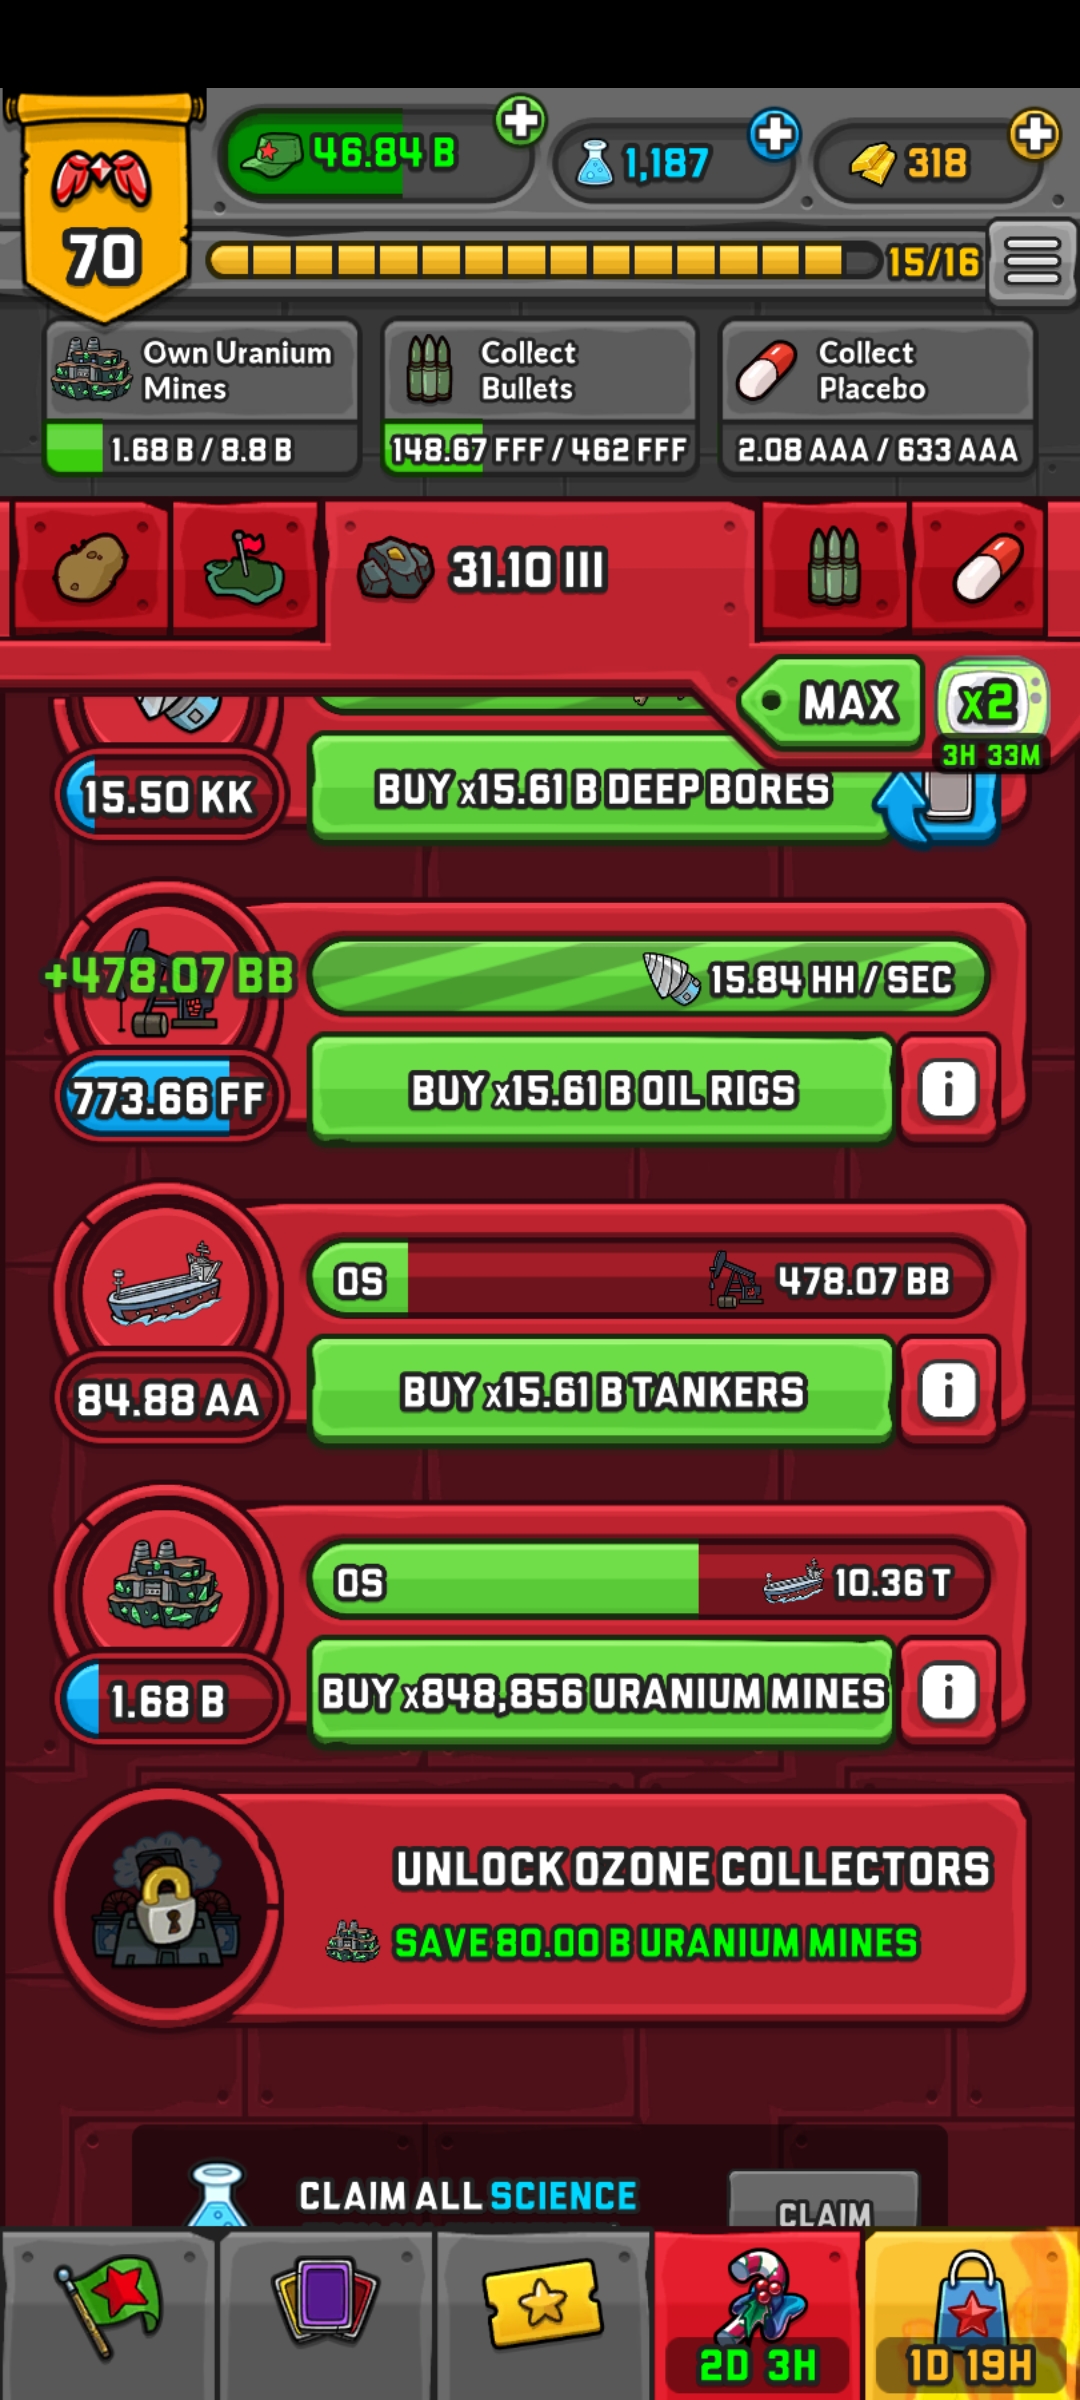 70
46.84 B
1,187
318
15/16
Own Uranium
Mines
1.68 B / 8.8 B
Collect
Bullets
148.67 FFF / 462 FFF
Collect
Placebo
2.08 AAA / 633 AAA
31.10 III
MAX
x2
3H 33M
15.50 KK
BUY x15.61 B DEEP BORES
+478.07 BB
15.84 HH / SEC
773.66 FF
BUY x15.61 B OIL RIGS
i
0S
478.07 BB
84.88 AA
BUY x15.61 B TANKERS
i
0S
10.36 T
1.68 B
BUY x848,856 URANIUM MINES
i
UNLOCK OZONE COLLECTORS
SAVE 80.00 B URANIUM MINES
CLAIM ALL SCIENCE
CLAIM
2D 3H
1D 19H